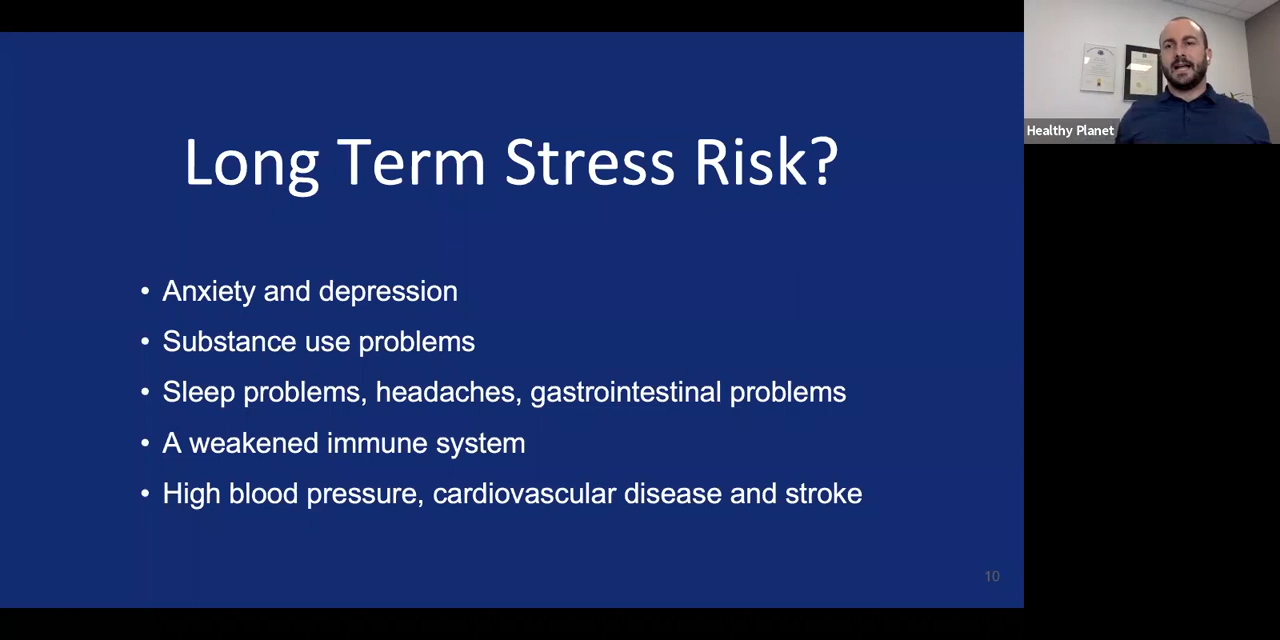 Long Term Stress Risk?
• Anxiety and depression
• Substance use problems
• Sleep problems, headaches, gastrointestinal problems
• A weakened immune system
• High blood pressure, cardiovascular disease and stroke
10
Healthy Planet